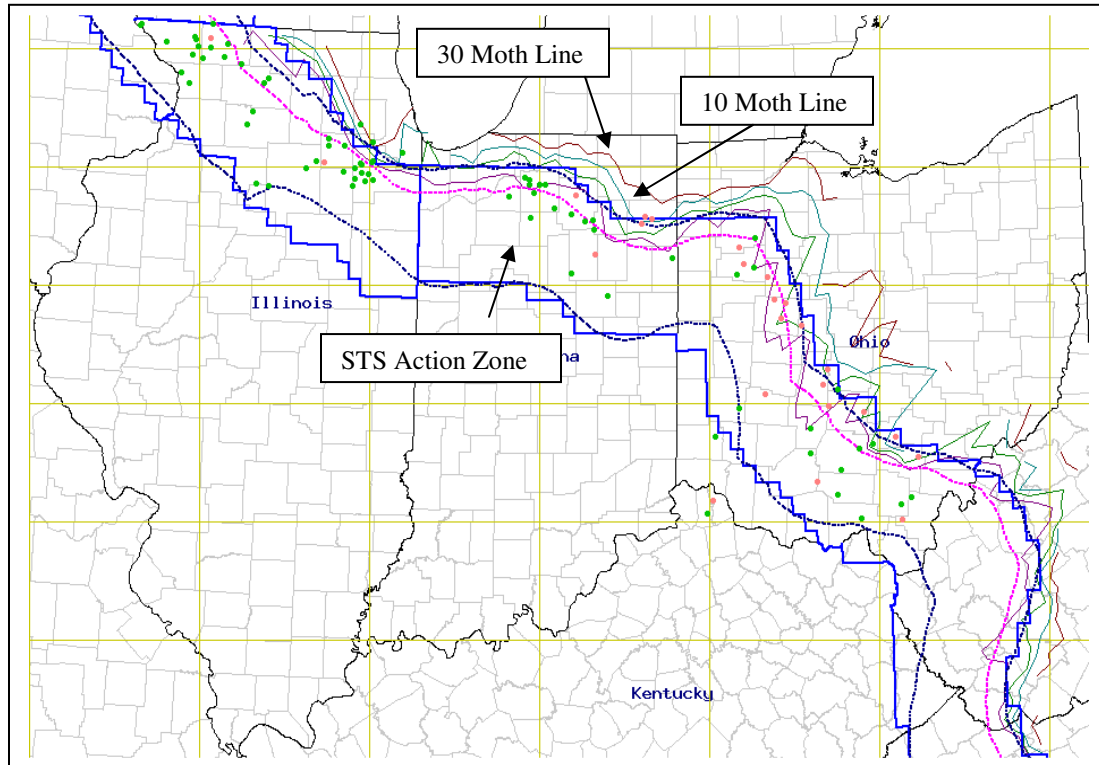 30 Moth Line
10 Moth Line
Illinois
STS Action Zone
na
Ohio
Kentucky